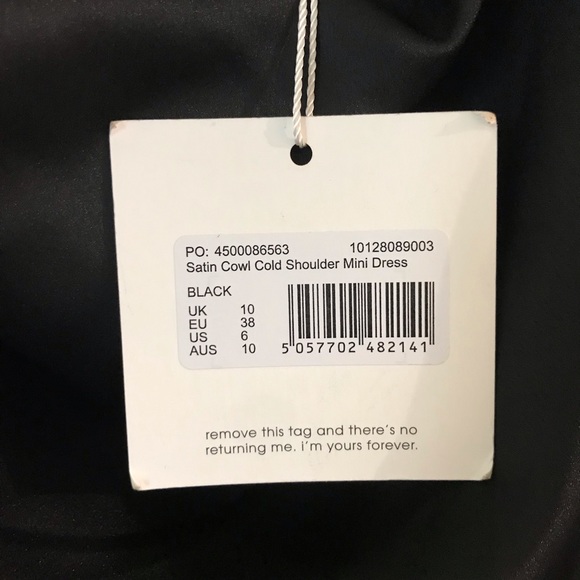 PO: 4500086563 10128089003
Satin Cowl Cold Shoulder Mini Dress
BLACK
UK 10
EU 38
US 6
AUS 10
5 057702 482141
remove this tag and there's no
returning me. i'm yours forever.